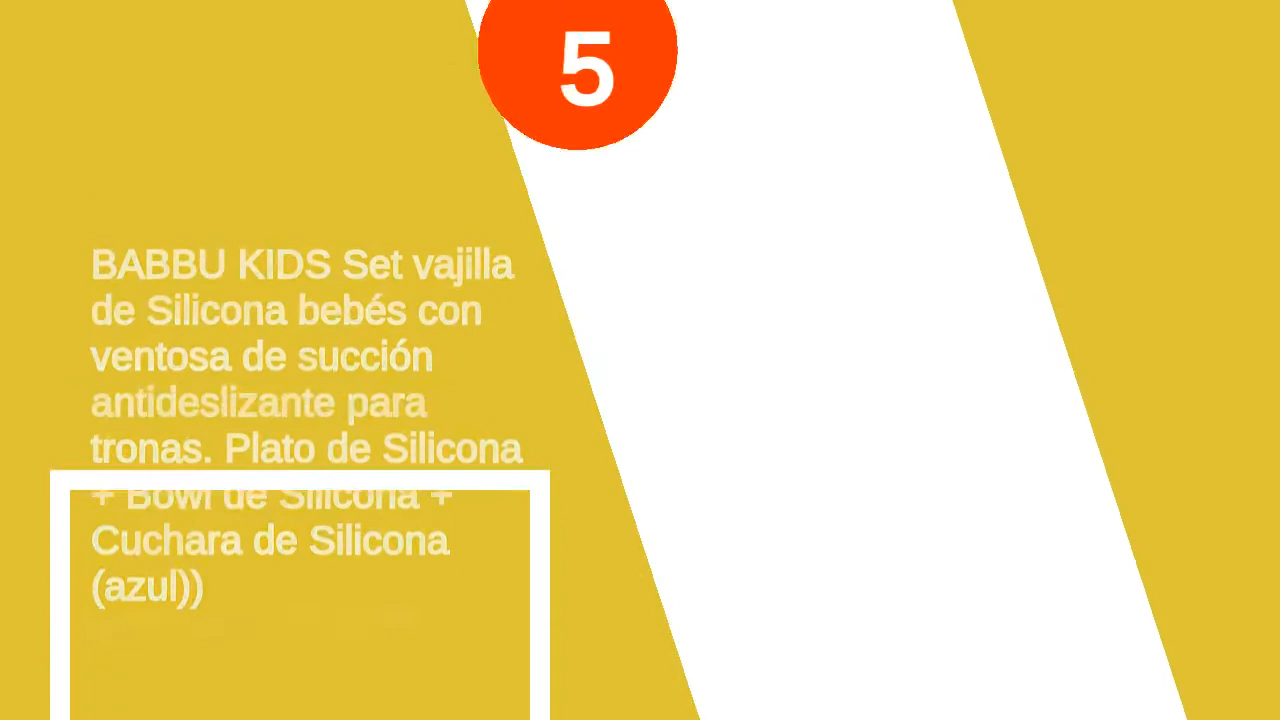 5
BABBU KIDS Set vajilla
de Silicona bebés con
ventosa de succión
antideslizante para
tronas. Plato de Silicona
+ Bowl de Silicona +
Cuchara de Silicona
(azul))